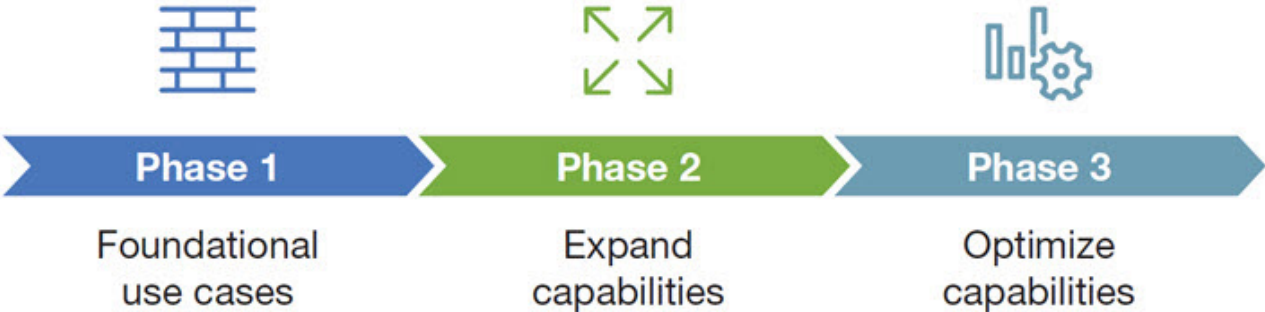 Phase 1
Foundational
use cases
Phase 2
Expand
capabilities
Phase 3
Optimize
capabilities